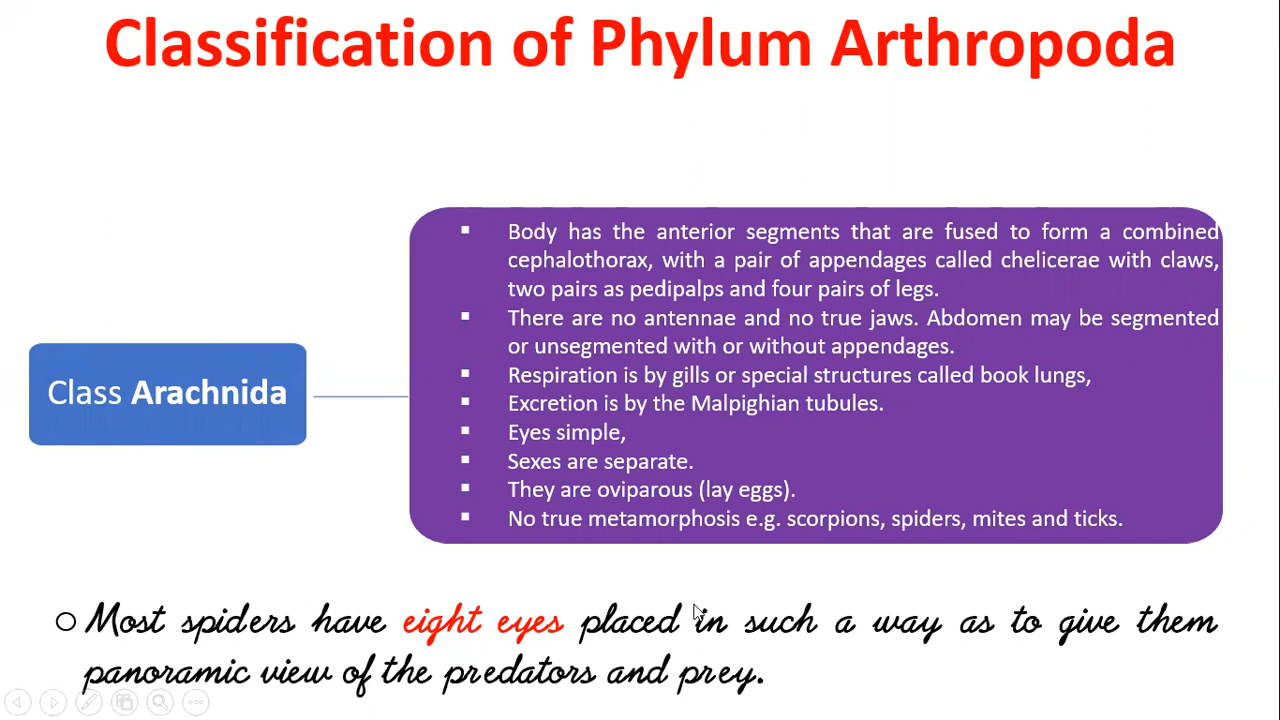 Classification of Phylum Arthropoda
Class Arachnida
▪ Body has the anterior segments that are fused to form a combined
cephalothorax, with a pair of appendages called chelicerae with claws,
two pairs as pedipalps and four pairs of legs.
▪ There are no antennae and no true jaws. Abdomen may be segmented
or unsegmented with or without appendages.
▪ Respiration is by gills or special structures called book lungs,
▪ Excretion is by the Malpighian tubules.
▪ Eyes simple,
▪ Sexes are separate.
▪ They are oviparous (lay eggs).
▪ No true metamorphosis e.g. scorpions, spiders, mites and ticks.
○ Most spiders have eight eyes placed in such a way as to give them
panoramic view of the predators and prey.